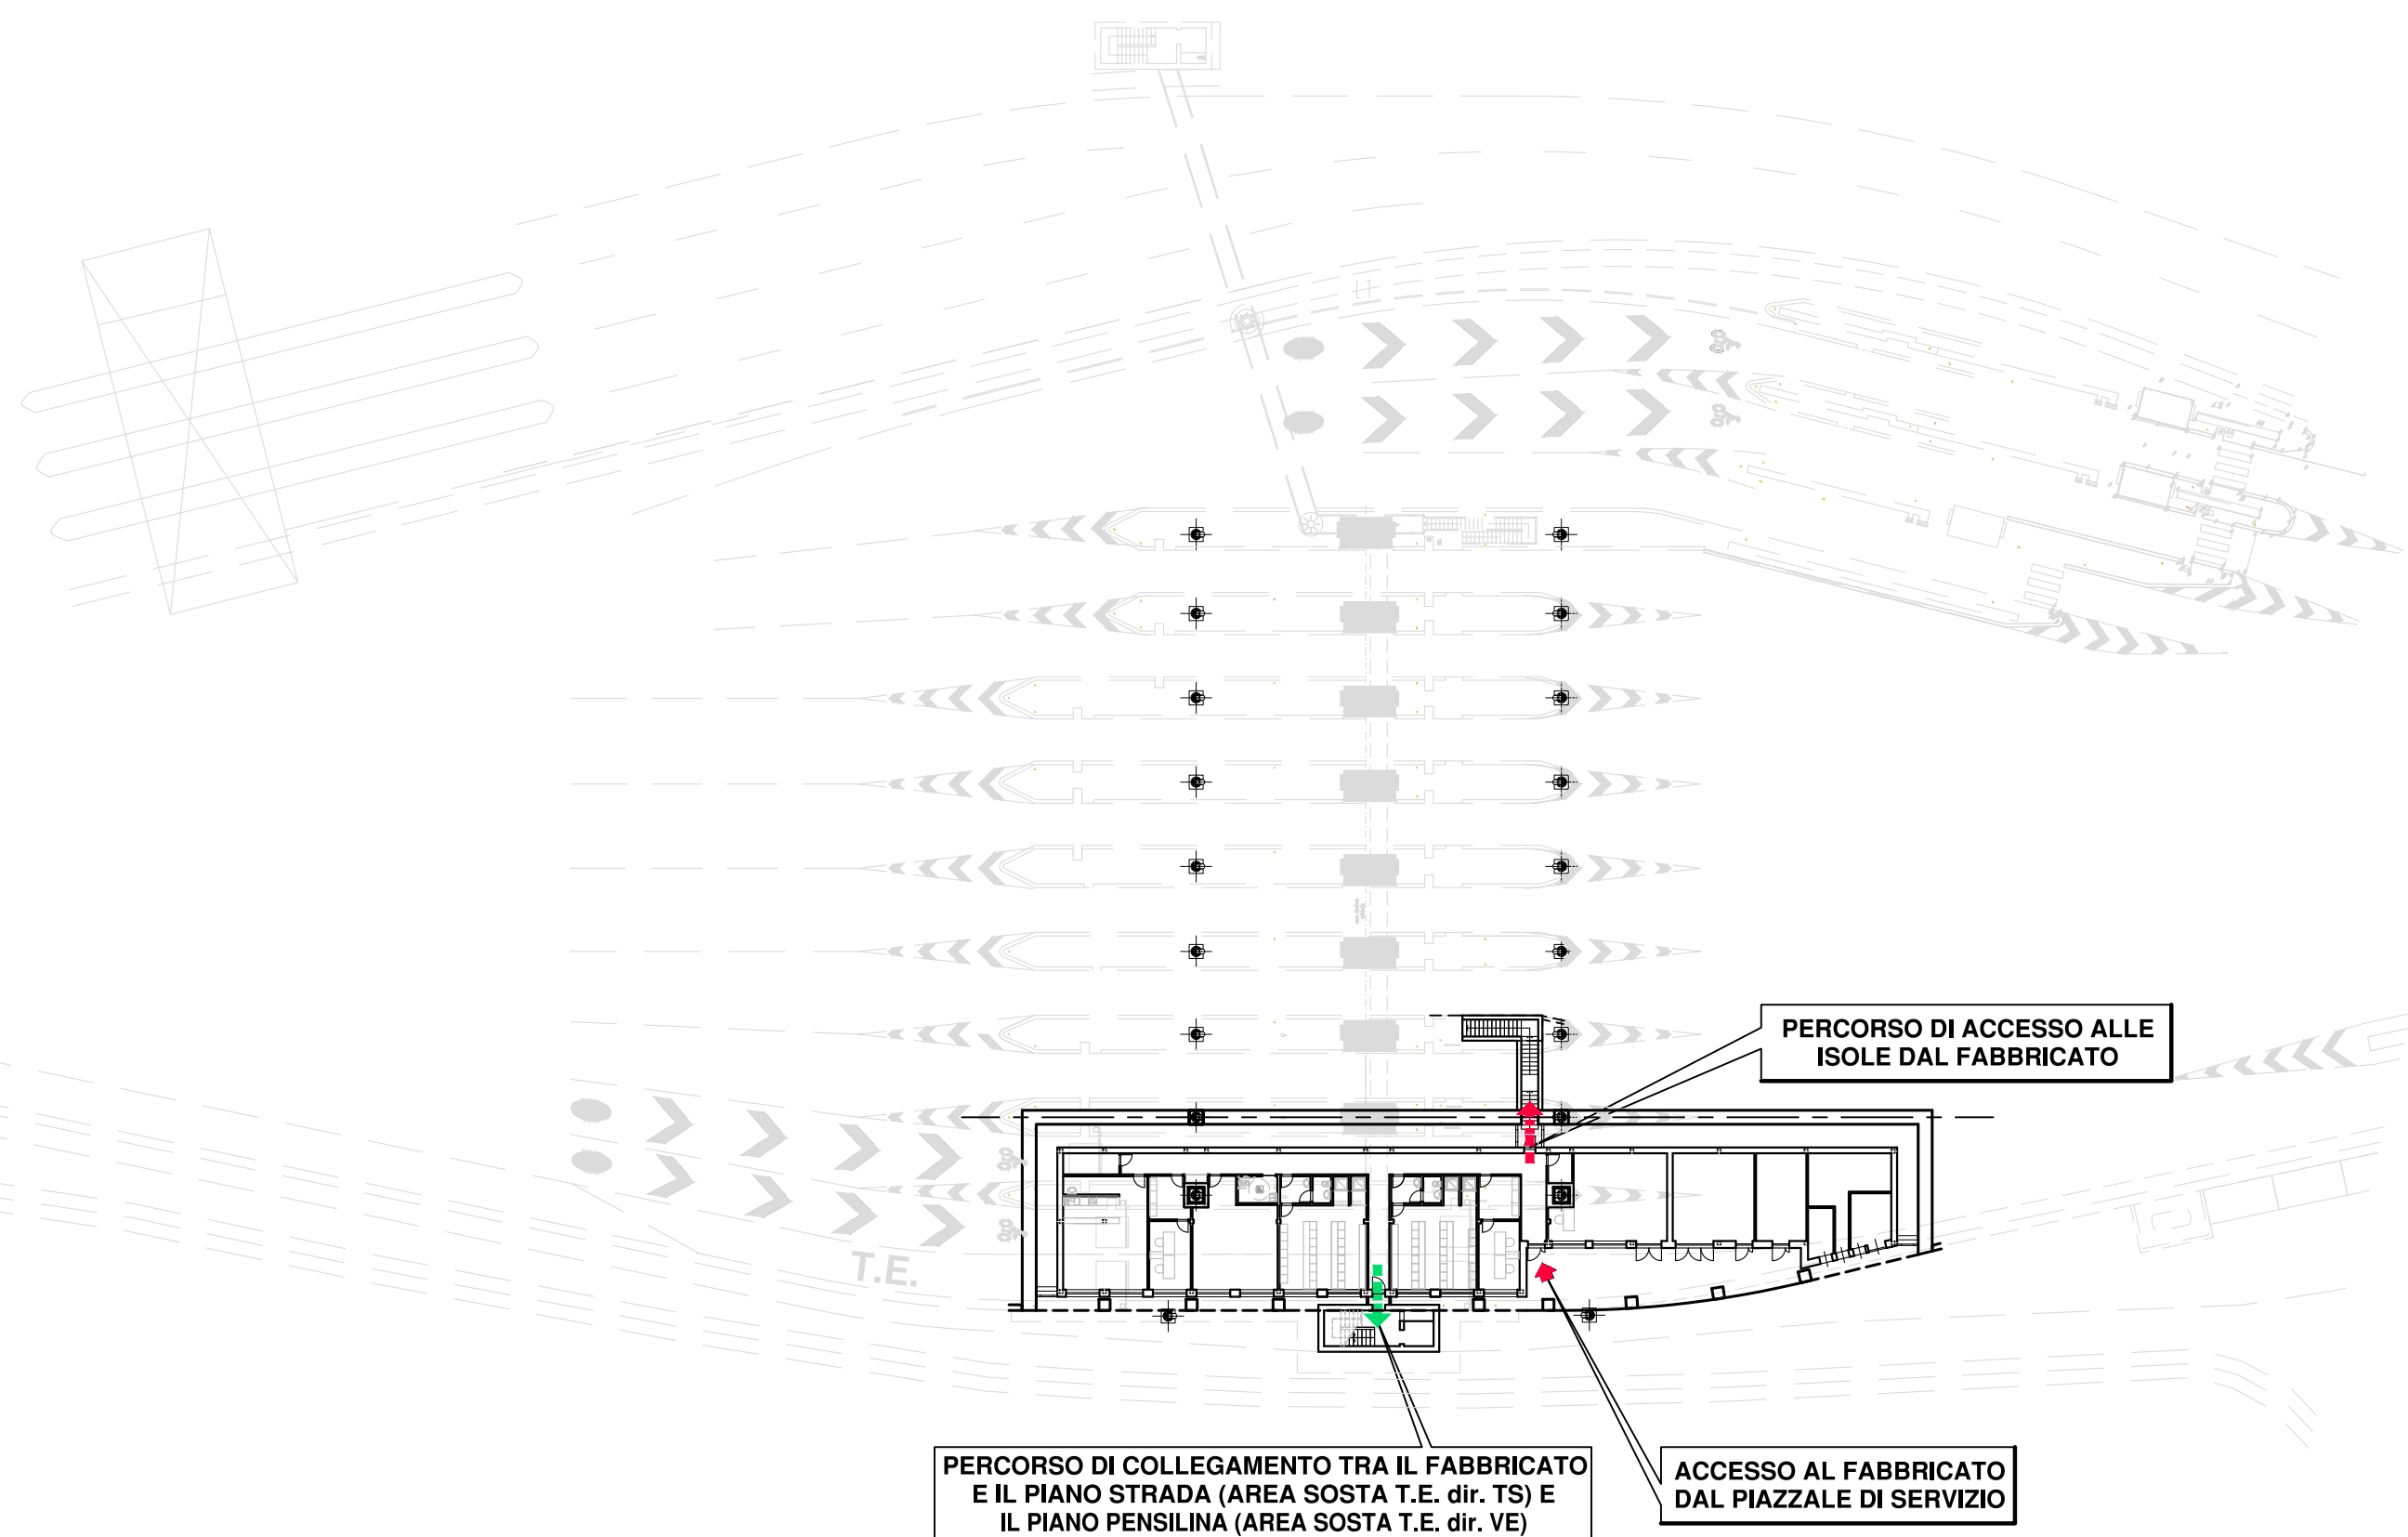 PERCORSO DI ACCESSO ALLE
ISOLE DAL FABBRICATO
T.E.
PERCORSO DI COLLEGAMENTO TRA IL FABBRICATO
E IL PIANO STRADA (AREA SOSTA T.E. dir. TS) E
IL PIANO PENSILINA (AREA SOSTA T.E. dir. VE)
ACCESSO AL FABBRICATO
DAL PIAZZALE DI SERVIZIO